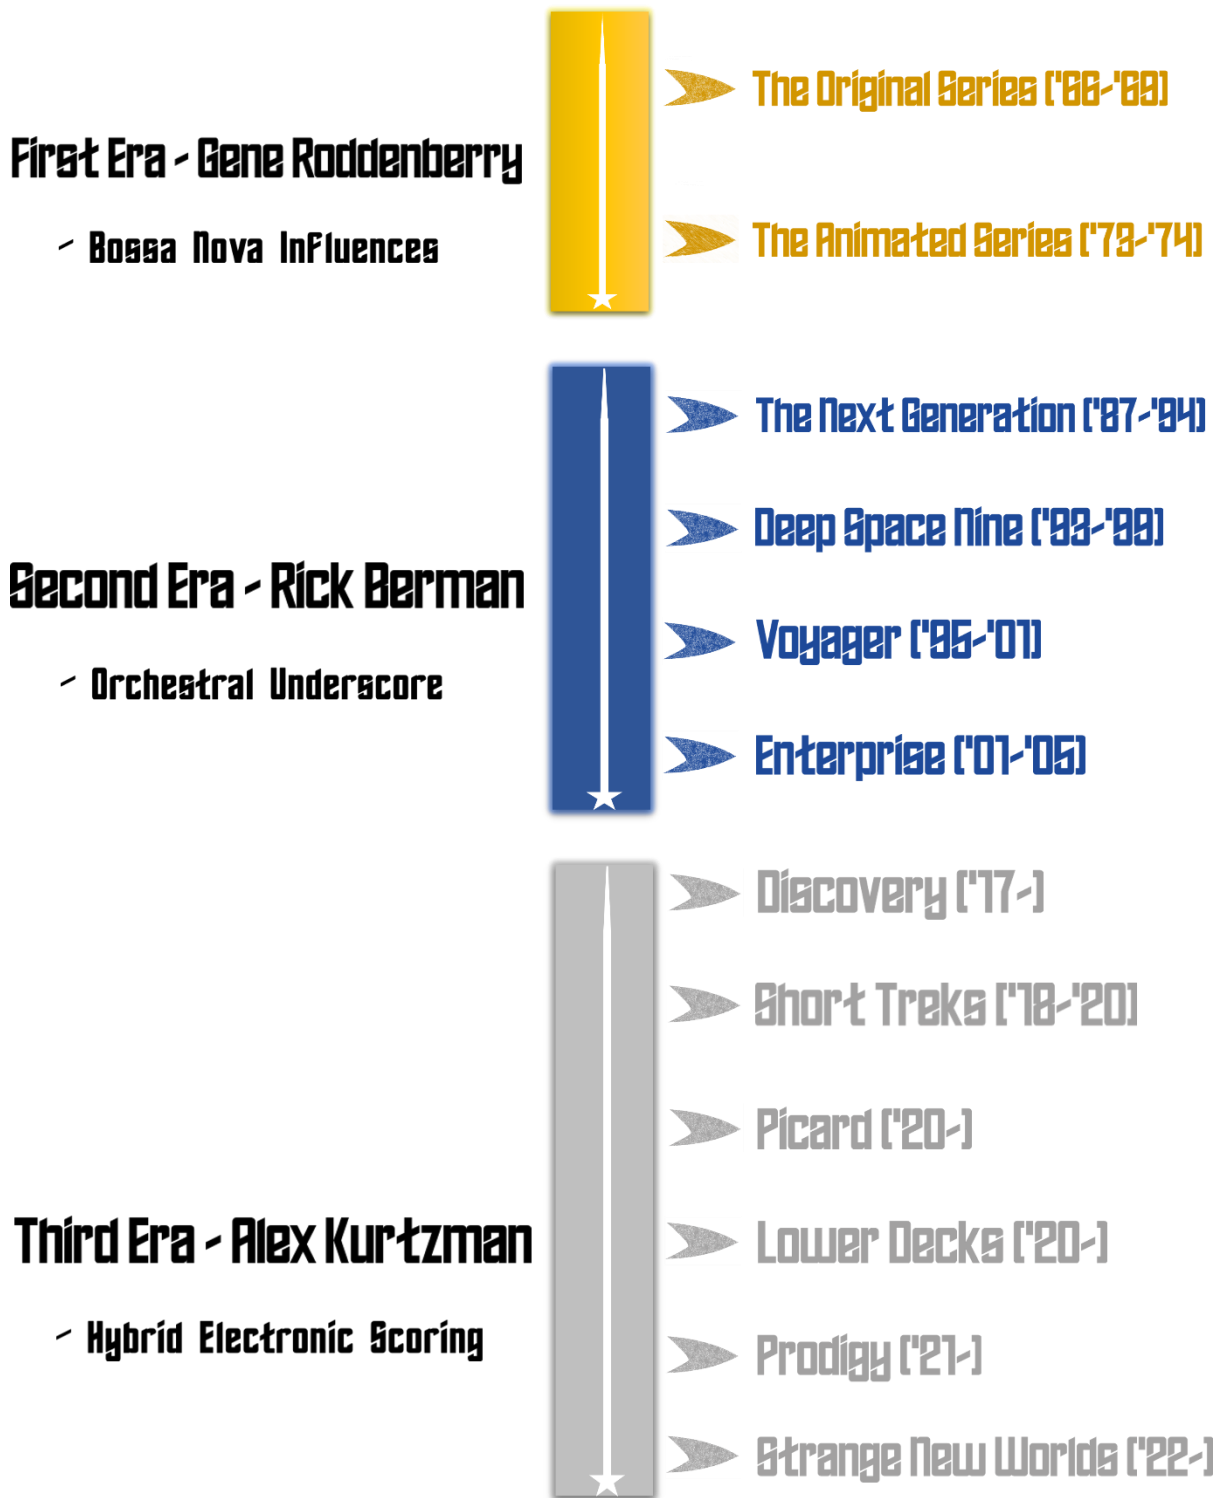 First Era - Gene Roddenberry
- Bossa Nova Influences
The Original Series ('66-'69)
The Animated Series ('73-'74)
Second Era - Rick Berman
- Orchestral Underscore
The Next Generation ('87-'94)
Deep Space Nine ('93-'99)
Voyager ('95-'01)
Enterprise ('01-'05)
Third Era - Alex Kurtzman
- Hybrid Electronic Scoring
Discovery ('17-)
Short Treks ('18-'20)
Picard ('20-)
Lower Decks ('20-)
Prodigy ('21-)
Strange New Worlds ('22-)